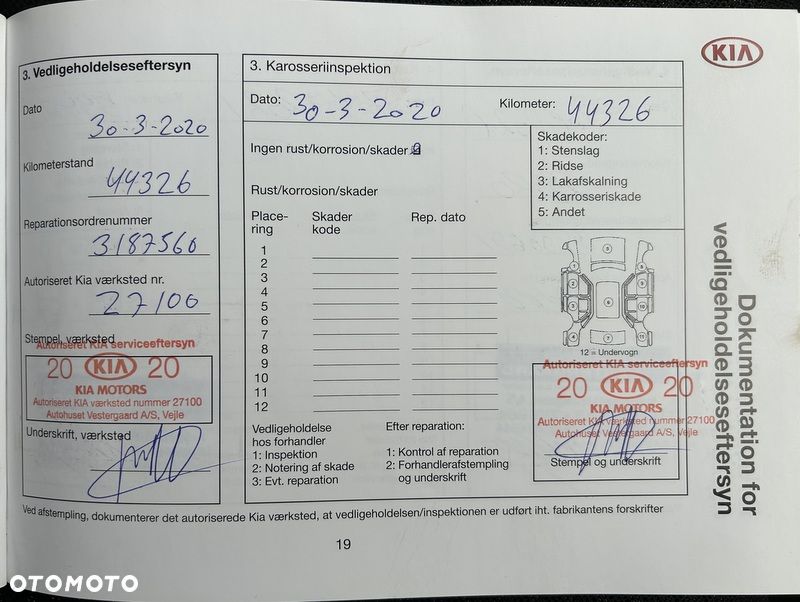 KIA
Dokumentation for
vedligeholdelseseftersyn
3. Vedligeholdelseseftersyn
Dato
30-3-2020
Kilometerstand
44326
Reparationsordrenummer
3187560
Autoriseret Kia værksted nr.
27100
Stempel, værksted
Autoriseret KIA serviceeftersyn
20 KIA 20
KIA MOTORS
Autoriseret KIA værksted nummer 27100
Autohuset Vestergaard A/S, Vejle
Underskrift, værksted
3. Karosseriinspektion
Dato: 30-3-2020 Kilometer: 44326
Ingen rust/korrosion/skader
Skadekoder:
1: Stenslag
2: Ridse
3: Lakafskalning
4: Karrosseriskade
5: Andet
Rust/korrosion/skader
Place- Skader Rep. dato
ring kode
1
2
3
4
5
6
7
8
9
10
11
12
12 = Undervogn
Vedligeholdelse
hos forhandler
1: Inspektion
2: Notering af skade
3: Evt. reparation
Efter reparation:
1: Kontrol af reparation
2: Forhandlerafstempling
og underskrift
Autoriseret KIA serviceeftersyn
20 KIA 20
KIA MOTORS
Autoriseret KIA værksted nummer 27100
Autohuset Vestergaard A/S, Vejle
Stempel og underskrift
Ved afstempling, dokumenterer det autoriserede Kia værksted, at vedligeholdelsen/inspektionen er udført iht. fabrikantens forskrifter
19
OTOMOTO